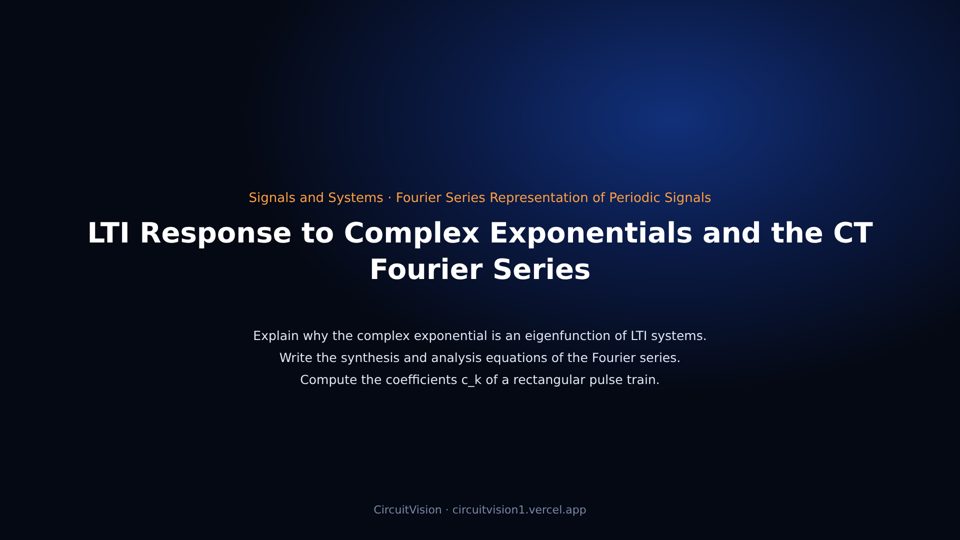 Signals and Systems · Fourier Series Representation of Periodic Signals
LTI Response to Complex Exponentials and the CT
Fourier Series
Explain why the complex exponential is an eigenfunction of LTI systems.
Write the synthesis and analysis equations of the Fourier series.
Compute the coefficients c_k of a rectangular pulse train.
CircuitVision · circuitvision1.vercel.app